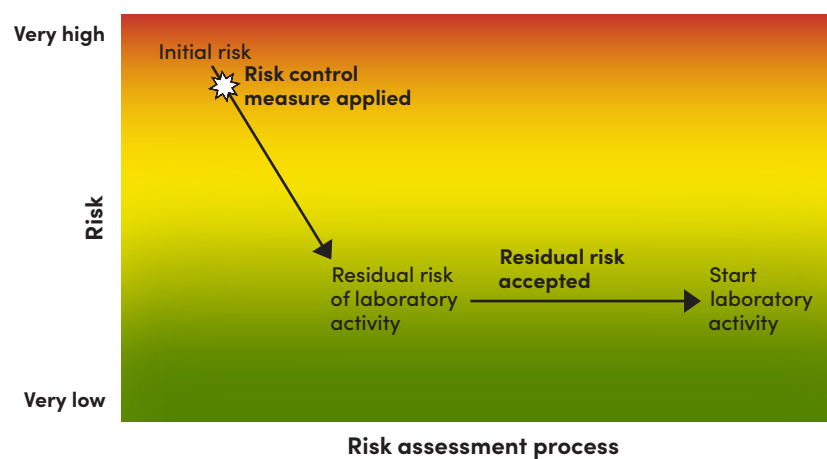 Very high
Initial risk
Risk control
measure applied
Risk
Residual risk
of laboratory
activity
Residual risk
accepted
Start
laboratory
activity
Very low
Risk assessment process